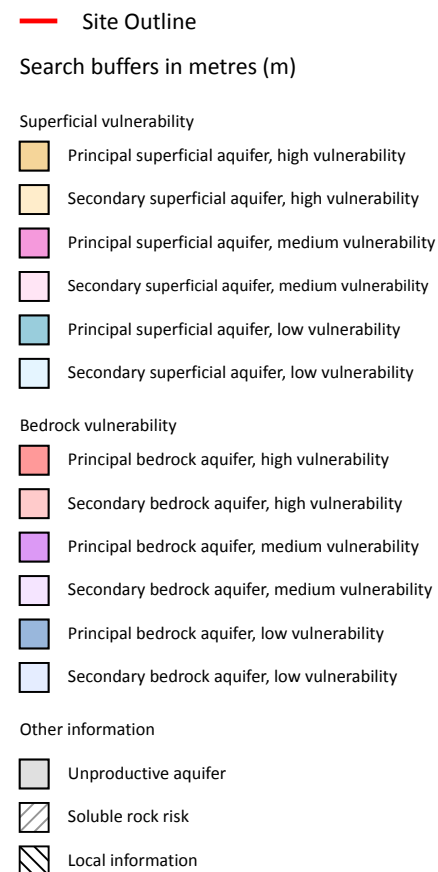 Site Outline
Search buffers in metres (m)
Superficial vulnerability
Principal superficial aquifer, high vulnerability
Secondary superficial aquifer, high vulnerability
Principal superficial aquifer, medium vulnerability
Secondary superficial aquifer, medium vulnerability
Principal superficial aquifer, low vulnerability
Secondary superficial aquifer, low vulnerability
Bedrock vulnerability
Principal bedrock aquifer, high vulnerability
Secondary bedrock aquifer, high vulnerability
Principal bedrock aquifer, medium vulnerability
Secondary bedrock aquifer, medium vulnerability
Principal bedrock aquifer, low vulnerability
Secondary bedrock aquifer, low vulnerability
Other information
Unproductive aquifer
Soluble rock risk
Local information